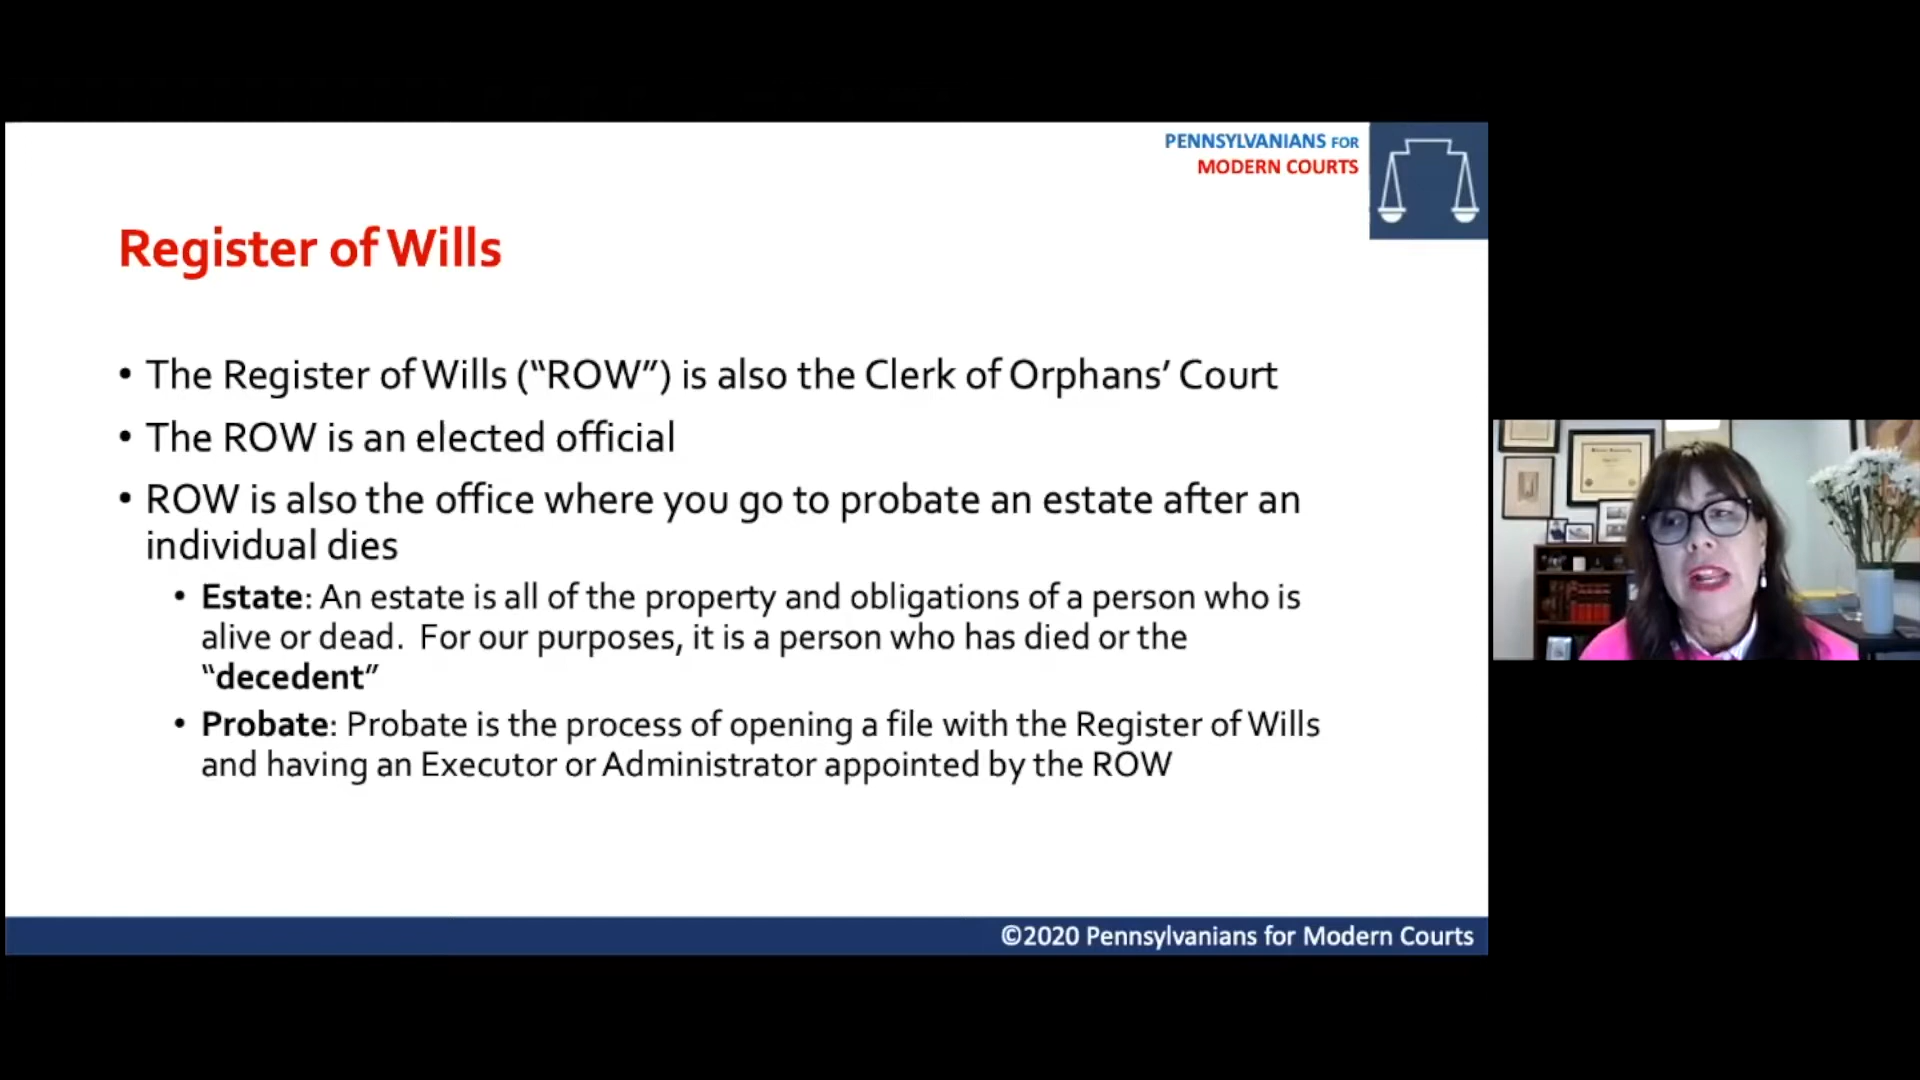 PENNSYLVANIANS FOR
MODERN COURTS
Register of Wills
• The Register of Wills (“ROW”) is also the Clerk of Orphans’ Court
• The ROW is an elected official
• ROW is also the office where you go to probate an estate after an
individual dies
• Estate: An estate is all of the property and obligations of a person who is
alive or dead.  For our purposes, it is a person who has died or the
“decedent”
• Probate: Probate is the process of opening a file with the Register of Wills
and having an Executor or Administrator appointed by the ROW
©2020 Pennsylvanians for Modern Courts